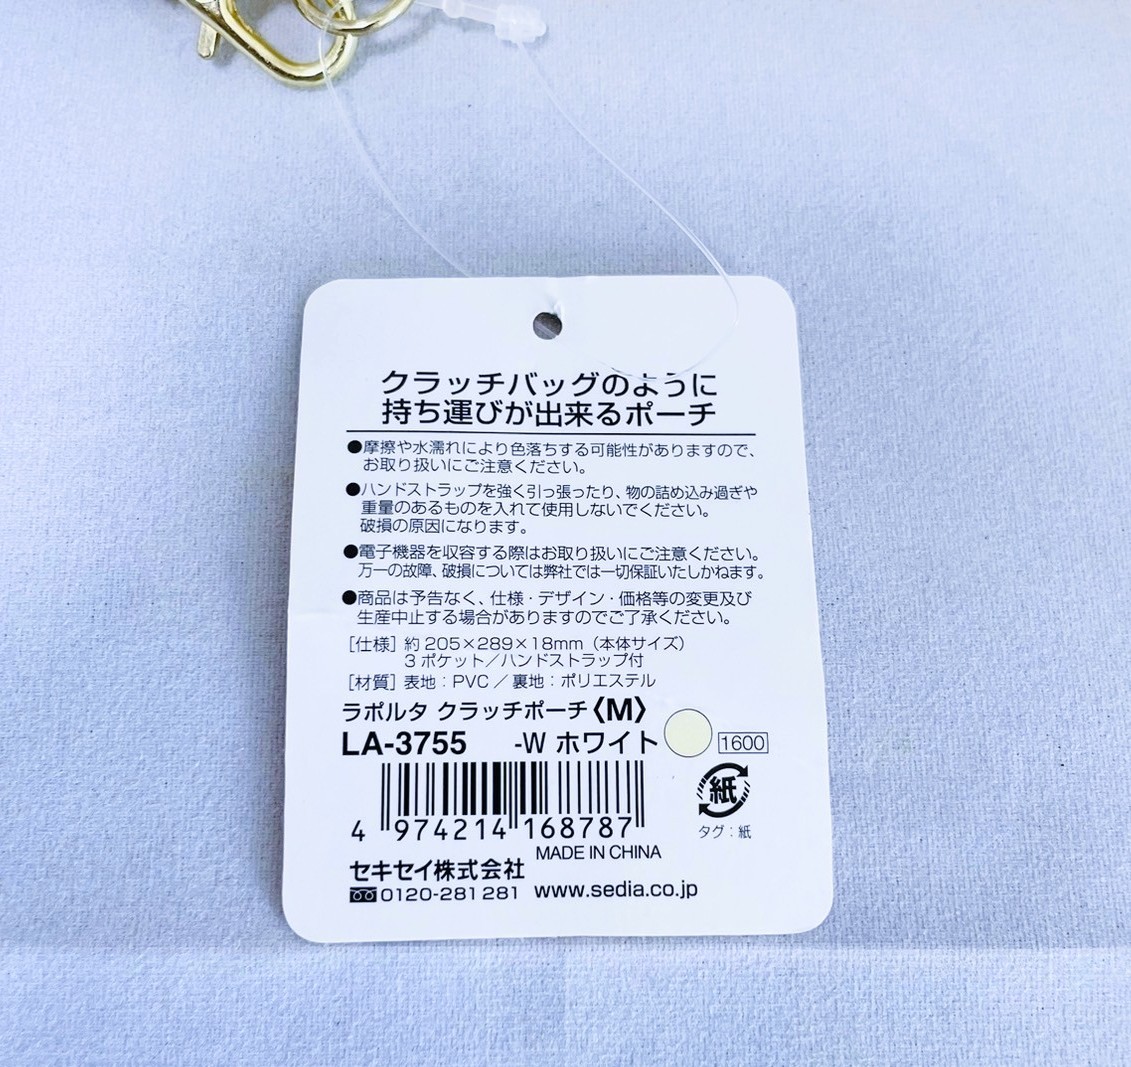 クラッチバッグのように
持ち運びが出来るポーチ
●摩擦や水濡れにより色落ちする可能性がありますので、
お取り扱いにご注意ください。
●ハンドストラップを強く引っ張ったり、物の詰め込み過ぎや
重量のあるものを入れて使用しないでください。
破損の原因になります。
●電子機器を収容する際はお取り扱いにご注意ください。
万一の故障、破損については弊社では一切保証いたしかねます。
●商品は予告なく、仕様・デザイン・価格等の変更及び
生産中止する場合がありますのでご了承ください。
［仕様］約 205×289×18mm（本体サイズ）
3 ポケット／ハンドストラップ付
［材質］表地：PVC ／ 裏地：ポリエステル
ラポルタ クラッチポーチ〈M〉
LA-3755 -W ホワイト 1600
紙
タグ：紙
4 974214 168787
MADE IN CHINA
セキセイ株式会社
0120-281281 www.sedia.co.jp